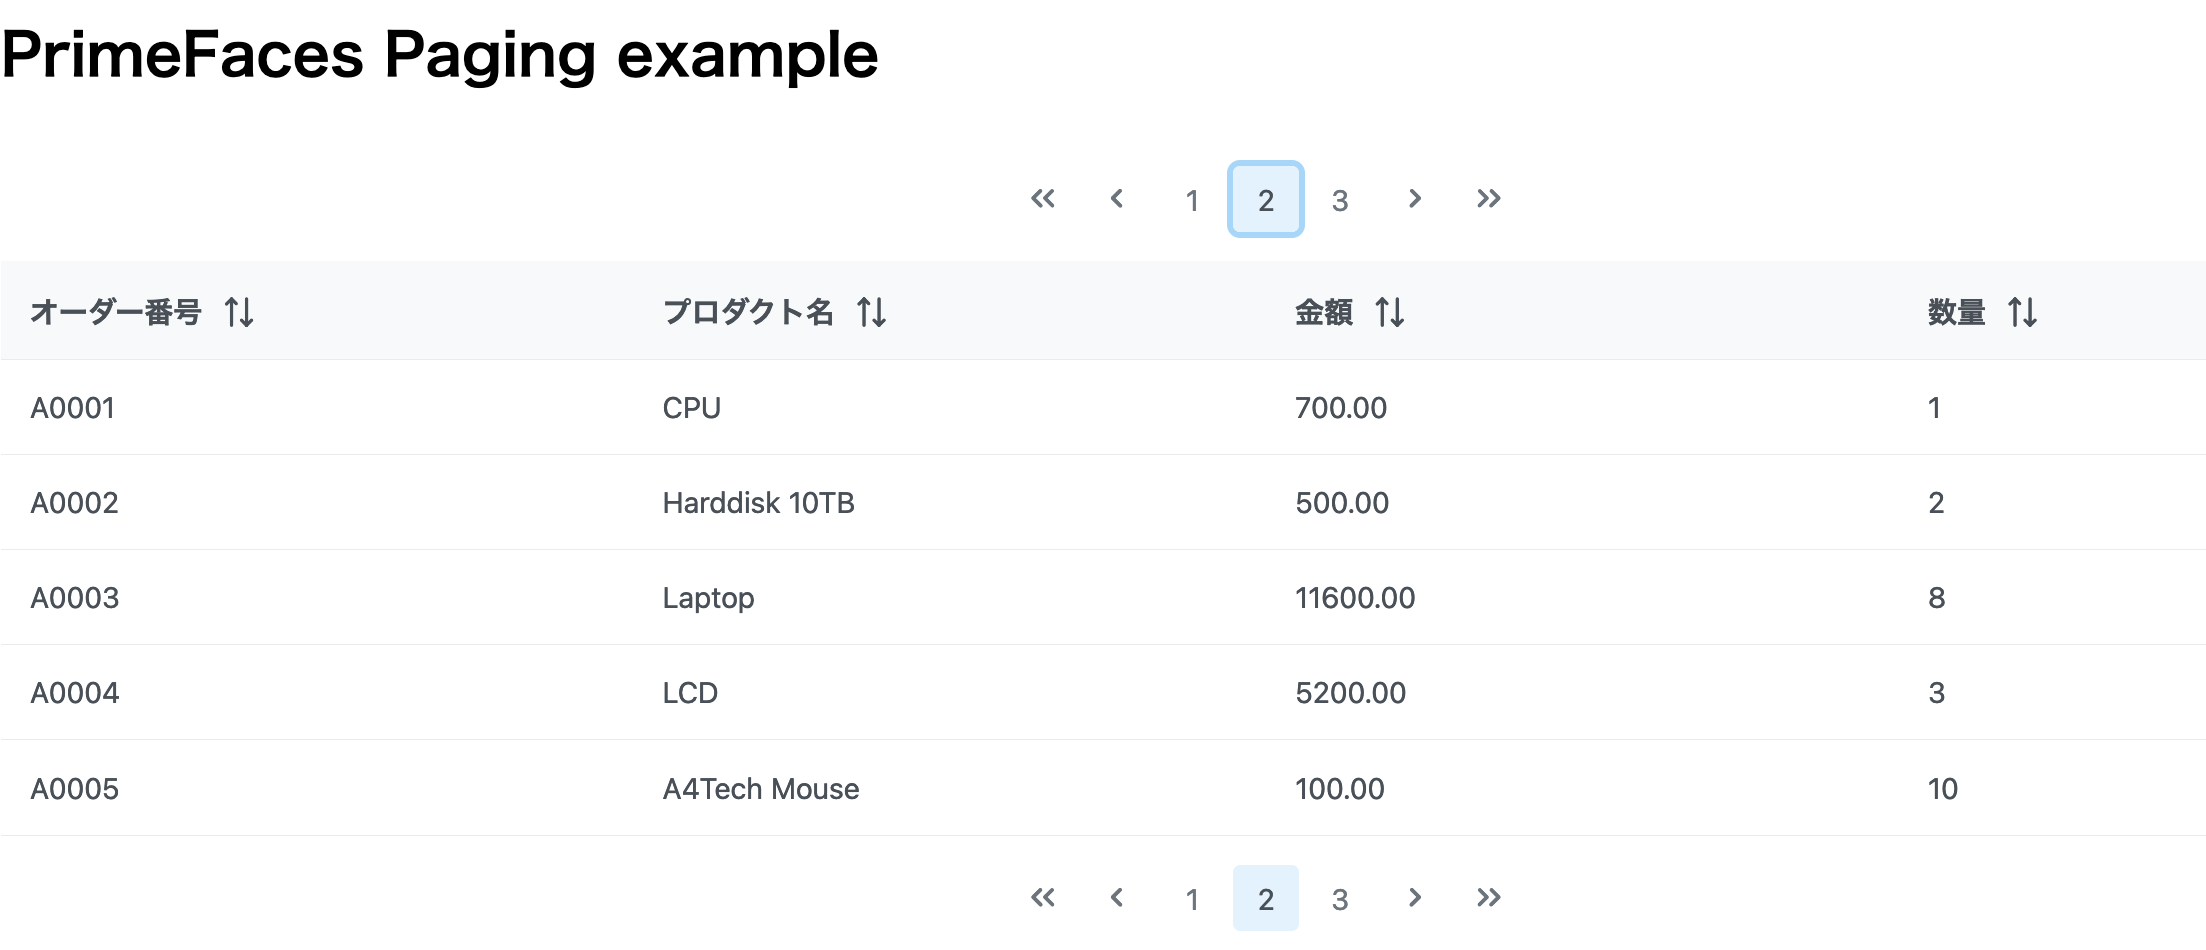 PrimeFaces Paging example
« ‹ 1 2 3 › »
オーダー番号 ↑↓ プロダクト名 ↑↓ 金額 ↑↓ 数量 ↑↓
A0001 CPU 700.00 1
A0002 Harddisk 10TB 500.00 2
A0003 Laptop 11600.00 8
A0004 LCD 5200.00 3
A0005 A4Tech Mouse 100.00 10
« ‹ 1 2 3 › »